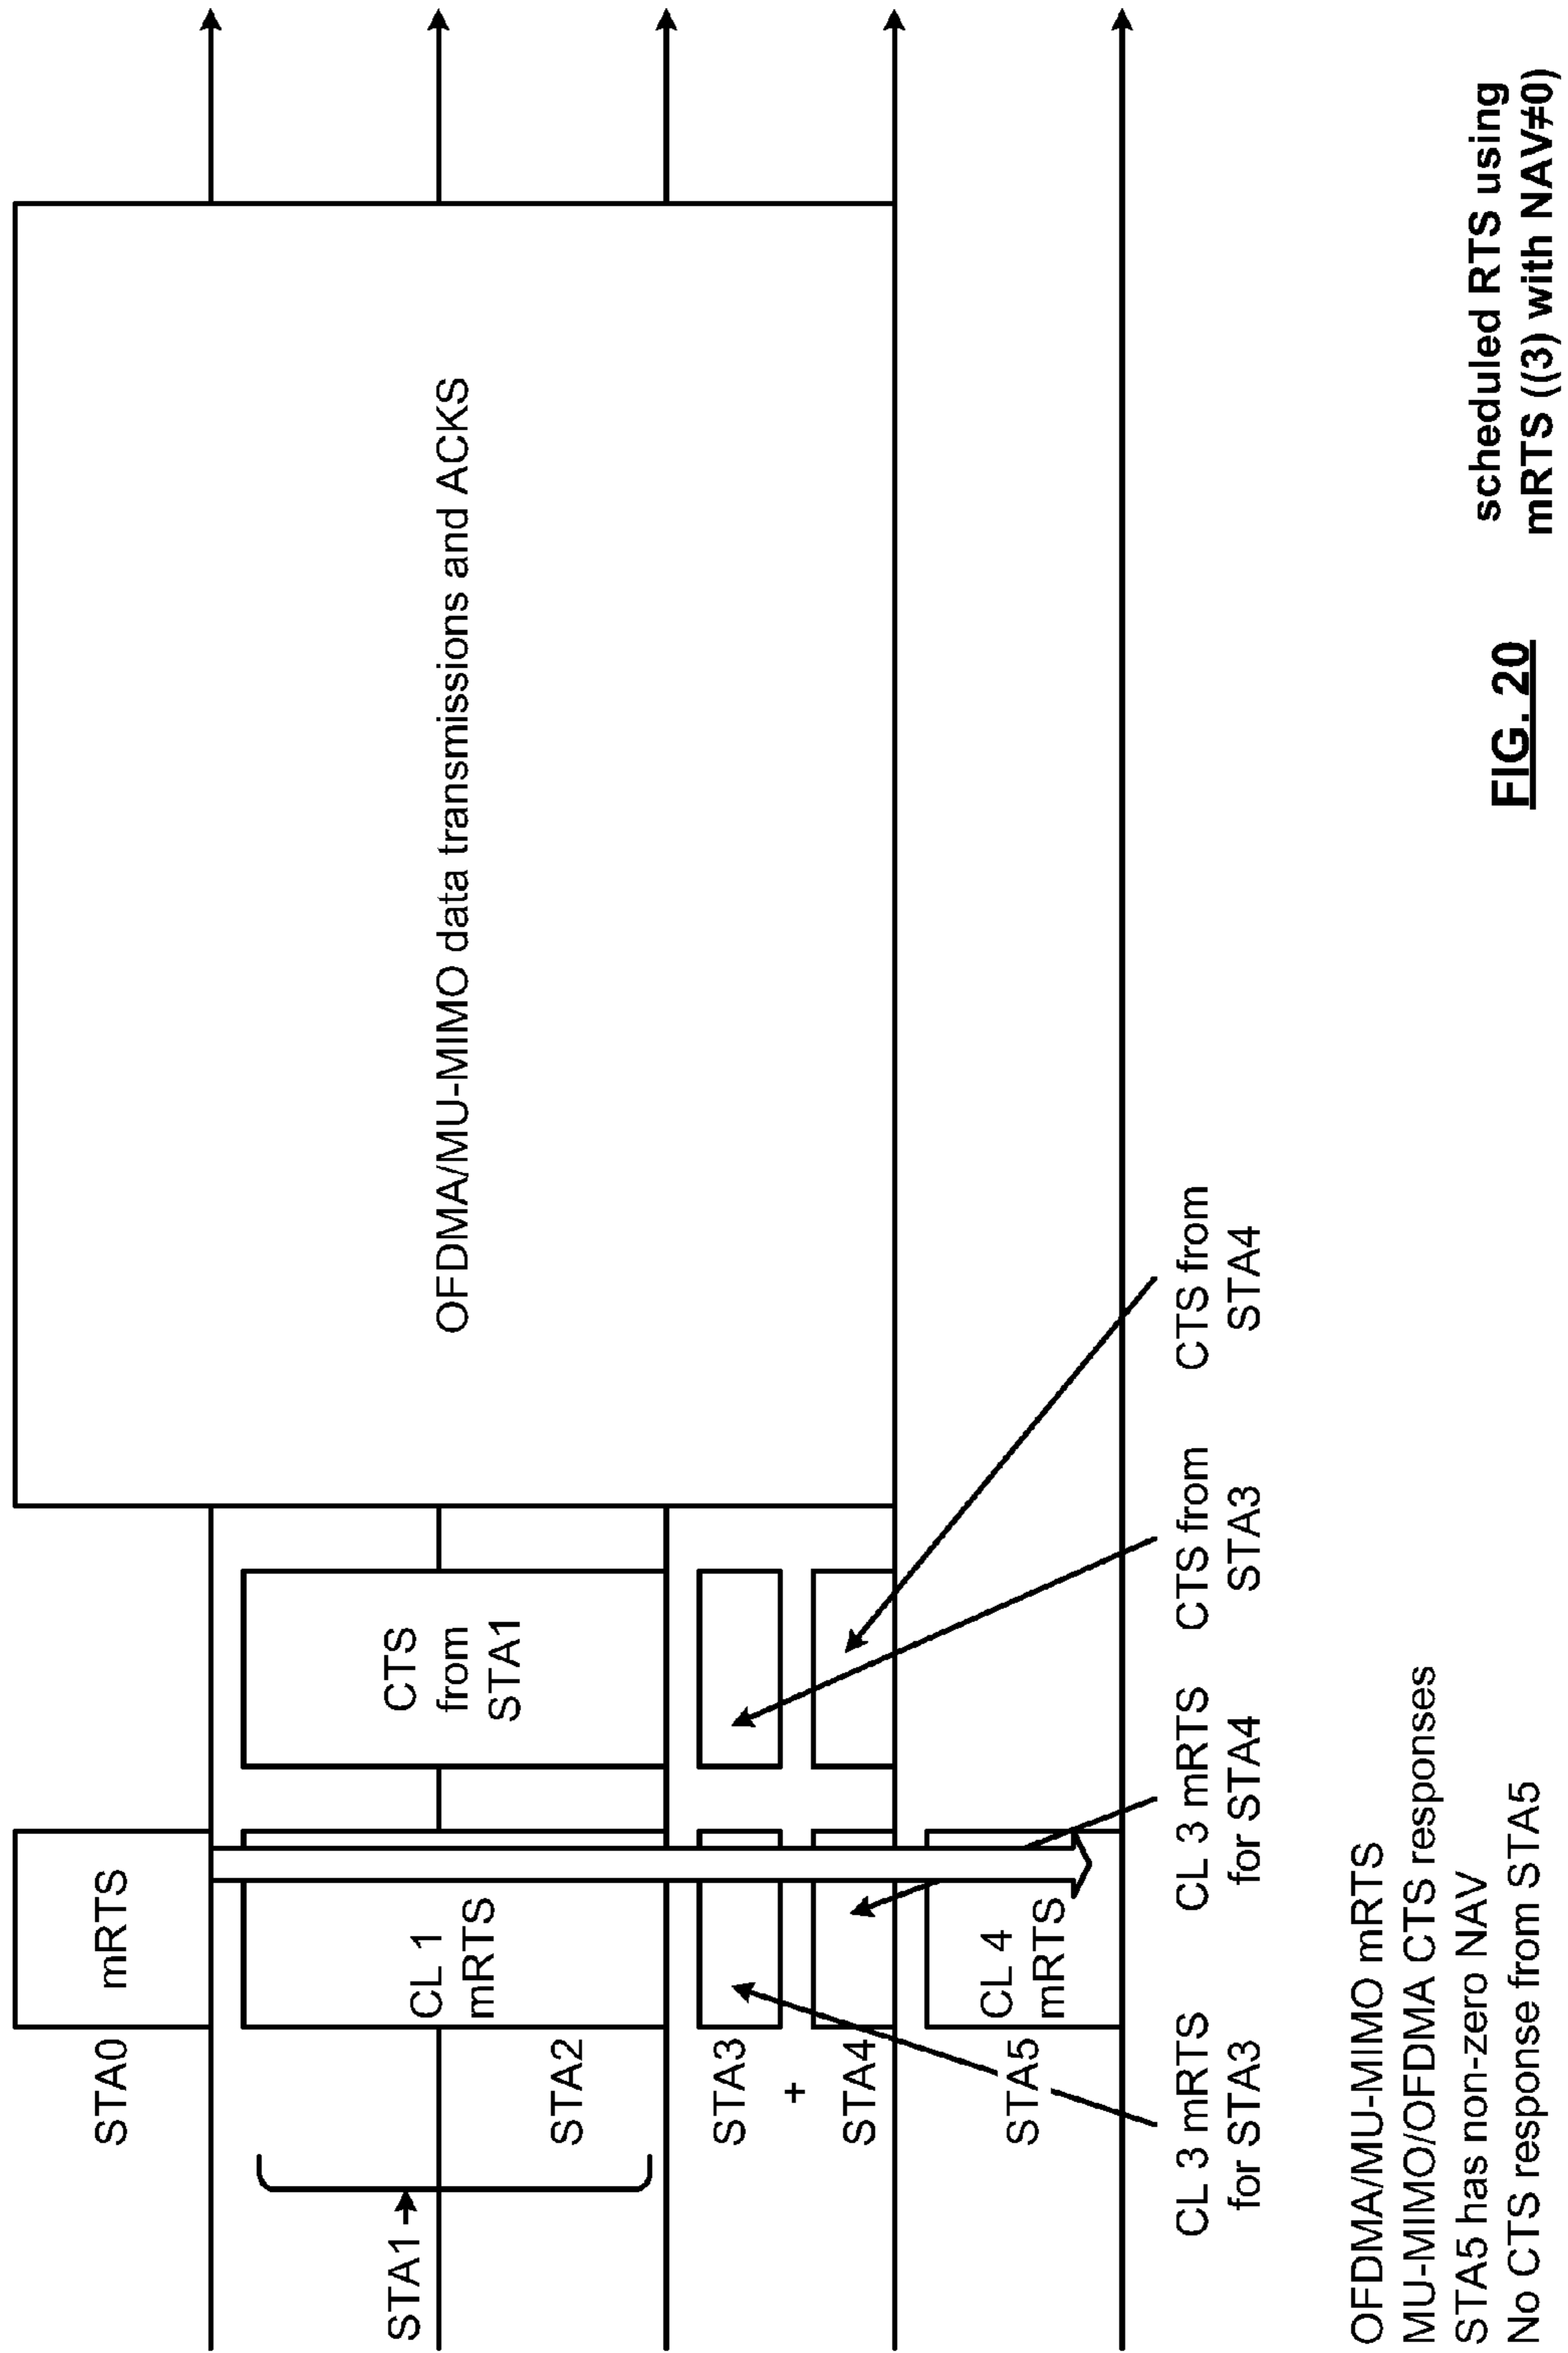 STA0
mRTS
STA1
CL 1
mRTS
CTS
from
STA1
OFDMA/MU-MIMO data transmissions and ACKS
STA2
STA3
+
STA4
STA5
CL 4
mRTS
CL 3 mRTS
for STA3
CL 3 mRTS
for STA4
CTS from
STA3
CTS from
STA4
OFDMA/MU-MIMO mRTS
MU-MIMO/OFDMA CTS responses
STA5 has non-zero NAV
No CTS response from STA5
FIG. 20
scheduled RTS using
mRTS ((3) with NAV≠0)